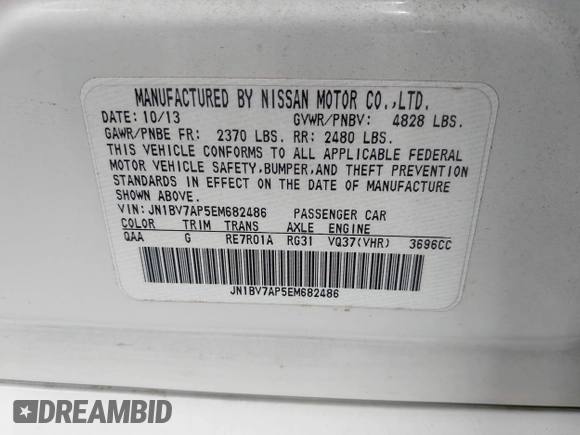 MANUFACTURED BY NISSAN MOTOR CO.,LTD.
DATE: 10/13 GVWR/PNBV: 4828 LBS.
GAWR/PNBE FR: 2370 LBS. RR: 2480 LBS.
THIS VEHICLE CONFORMS TO ALL APPLICABLE FEDERAL
MOTOR VEHICLE SAFETY,BUMPER,AND THEFT PREVENTION
STANDARDS IN EFFECT ON THE DATE OF MANUFACTURE
SHOWN ABOVE.
VIN: JN1BV7AP5EM682486 PASSENGER CAR
COLOR TRIM TRANS AXLE ENGINE
QAA G RE7R01A RG31 VQ37(VHR) 3696CC
JN1BV7AP5EM682486
DREAMBID